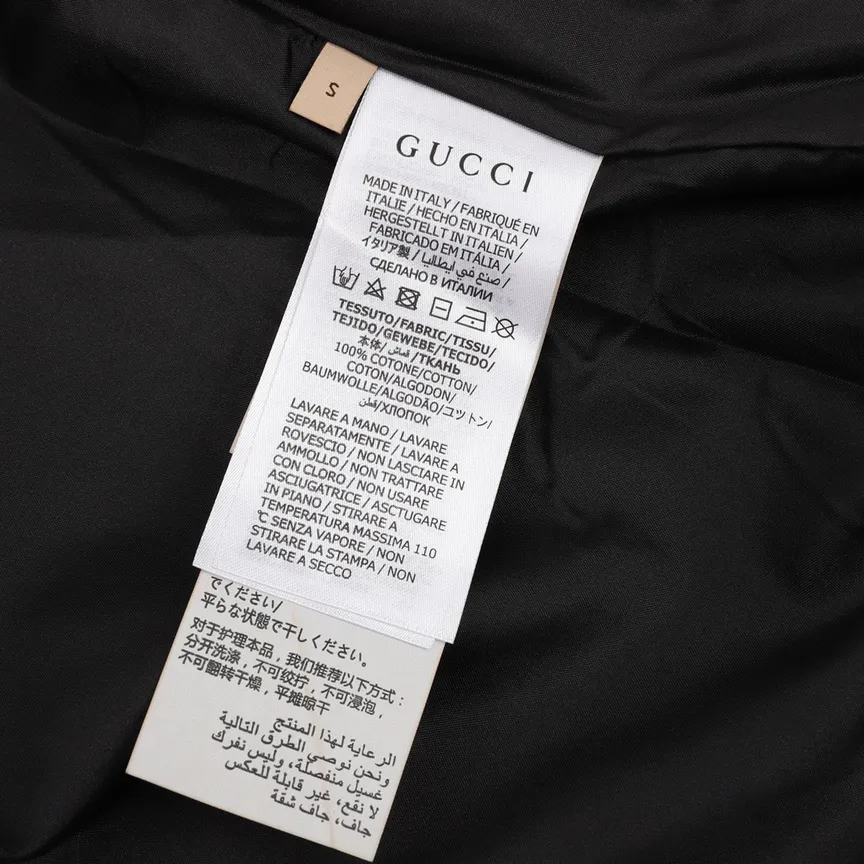 S
GUCCI
MADE IN ITALY / FABRIQUÉ EN
ITALIE / HECHO EN ITALIA /
HERGESTELLT IN ITALIEN /
FABRICADO EM ITÁLIA /
イタリア製 / صنع في ايطاليا /
СДЕЛАНО В ИТАЛИИ
TESSUTO/FABRIC/TISSU/
TEJIDO/GEWEBE/TECIDO/
本体/ قماش /ТКАНЬ
100% COTONE/COTTON/
COTON/ALGODON/
BAUMWOLLE/ALGODÃO/コットン/
قطن/ХЛОПОК
LAVARE A MANO / LAVARE
SEPARATAMENTE / LAVARE A
ROVESCIO / NON LASCIARE IN
AMMOLLO / NON TRATTARE
CON CLORO / NON USARE
ASCIUGATRICE / ASCTUGARE
IN PIANO / STIRARE A
TEMPERATURA MASSIMA 110
°C SENZA VAPORE / NON
STIRARE LA STAMPA / NON
LAVARE A SECCO
でください/
平らな状態で干しください。
对于护理本品，我们推荐以下方式：
分开洗涤，不可绞拧，不可浸泡，
不可翻转干燥，平摊晾干
الرعاية لهذا المنتج
ونحن نوصي الطرق التالية
غسيل منفصلة، وليس نفرك
لا نقع، غير قابلة للعكس
جاف، جاف شقة